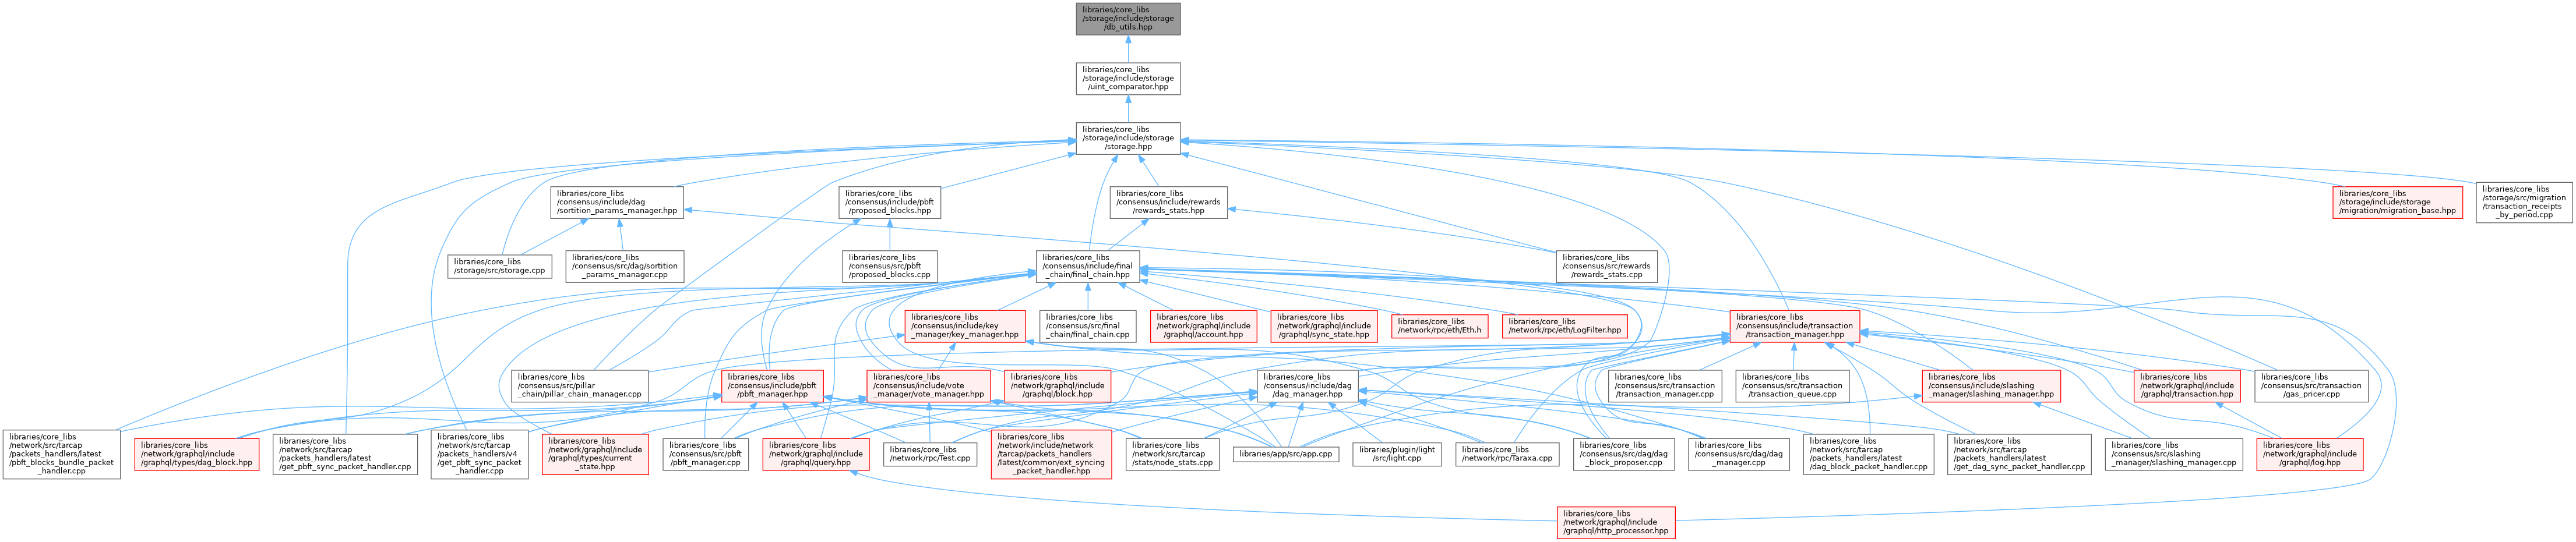 libraries/core_libs
/storage/include/storage
/db_utils.hpp
libraries/core_libs
/storage/include/storage
/uint_comparator.hpp
libraries/core_libs
/storage/include/storage
/storage.hpp
libraries/core_libs
/consensus/include/dag
/sortition_params_manager.hpp
libraries/core_libs
/consensus/include/pbft
/proposed_blocks.hpp
libraries/core_libs
/consensus/include/rewards
/rewards_stats.hpp
libraries/core_libs
/storage/include/storage
/migration/migration_base.hpp
libraries/core_libs
/storage/src/migration
/transaction_receipts
_by_period.cpp
libraries/core_libs
/storage/src/storage.cpp
libraries/core_libs
/consensus/src/dag/sortition
_params_manager.cpp
libraries/core_libs
/consensus/src/pbft
/proposed_blocks.cpp
libraries/core_libs
/consensus/include/final
_chain/final_chain.hpp
libraries/core_libs
/consensus/src/rewards
/rewards_stats.cpp
libraries/core_libs
/consensus/include/key
_manager/key_manager.hpp
libraries/core_libs
/consensus/src/final
_chain/final_chain.cpp
libraries/core_libs
/network/graphql/include
/graphql/account.hpp
libraries/core_libs
/network/graphql/include
/graphql/sync_state.hpp
libraries/core_libs
/network/rpc/eth/Eth.h
libraries/core_libs
/network/rpc/eth/LogFilter.hpp
libraries/core_libs
/consensus/include/transaction
/transaction_manager.hpp
libraries/core_libs
/consensus/src/pillar
_chain/pillar_chain_manager.cpp
libraries/core_libs
/consensus/include/pbft
/pbft_manager.hpp
libraries/core_libs
/consensus/include/vote
_manager/vote_manager.hpp
libraries/core_libs
/network/graphql/include
/graphql/block.hpp
libraries/core_libs
/consensus/include/dag
/dag_manager.hpp
libraries/core_libs
/consensus/src/transaction
/transaction_manager.cpp
libraries/core_libs
/consensus/src/transaction
/transaction_queue.cpp
libraries/core_libs
/consensus/include/slashing
_manager/slashing_manager.hpp
libraries/core_libs
/network/graphql/include
/graphql/transaction.hpp
libraries/core_libs
/consensus/src/transaction
/gas_pricer.cpp
libraries/core_libs
/network/src/tarcap
/packets_handlers/latest
/pbft_blocks_bundle_packet
_handler.cpp
libraries/core_libs
/network/graphql/include
/graphql/types/dag_block.hpp
libraries/core_libs
/network/src/tarcap
/packets_handlers/latest
/get_pbft_sync_packet_handler.cpp
libraries/core_libs
/network/src/tarcap
/packets_handlers/v4
/get_pbft_sync_packet
_handler.cpp
libraries/core_libs
/network/graphql/include
/graphql/types/current
_state.hpp
libraries/core_libs
/consensus/src/pbft
/pbft_manager.cpp
libraries/core_libs
/network/graphql/include
/graphql/query.hpp
libraries/core_libs
/network/rpc/Test.cpp
libraries/core_libs
/network/include/network
/tarcap/packets_handlers
/latest/common/ext_syncing
_packet_handler.hpp
libraries/core_libs
/network/src/tarcap
/stats/node_stats.cpp
libraries/app/src/app.cpp
libraries/plugin/light
/src/light.cpp
libraries/core_libs
/network/rpc/Taraxa.cpp
libraries/core_libs
/consensus/src/dag/dag
_block_proposer.cpp
libraries/core_libs
/consensus/src/dag/dag
_manager.cpp
libraries/core_libs
/network/src/tarcap
/packets_handlers/latest
/dag_block_packet_handler.cpp
libraries/core_libs
/network/src/tarcap
/packets_handlers/latest
/get_dag_sync_packet_handler.cpp
libraries/core_libs
/consensus/src/slashing
_manager/slashing_manager.cpp
libraries/core_libs
/network/graphql/include
/graphql/log.hpp
libraries/core_libs
/network/graphql/include
/graphql/http_processor.hpp